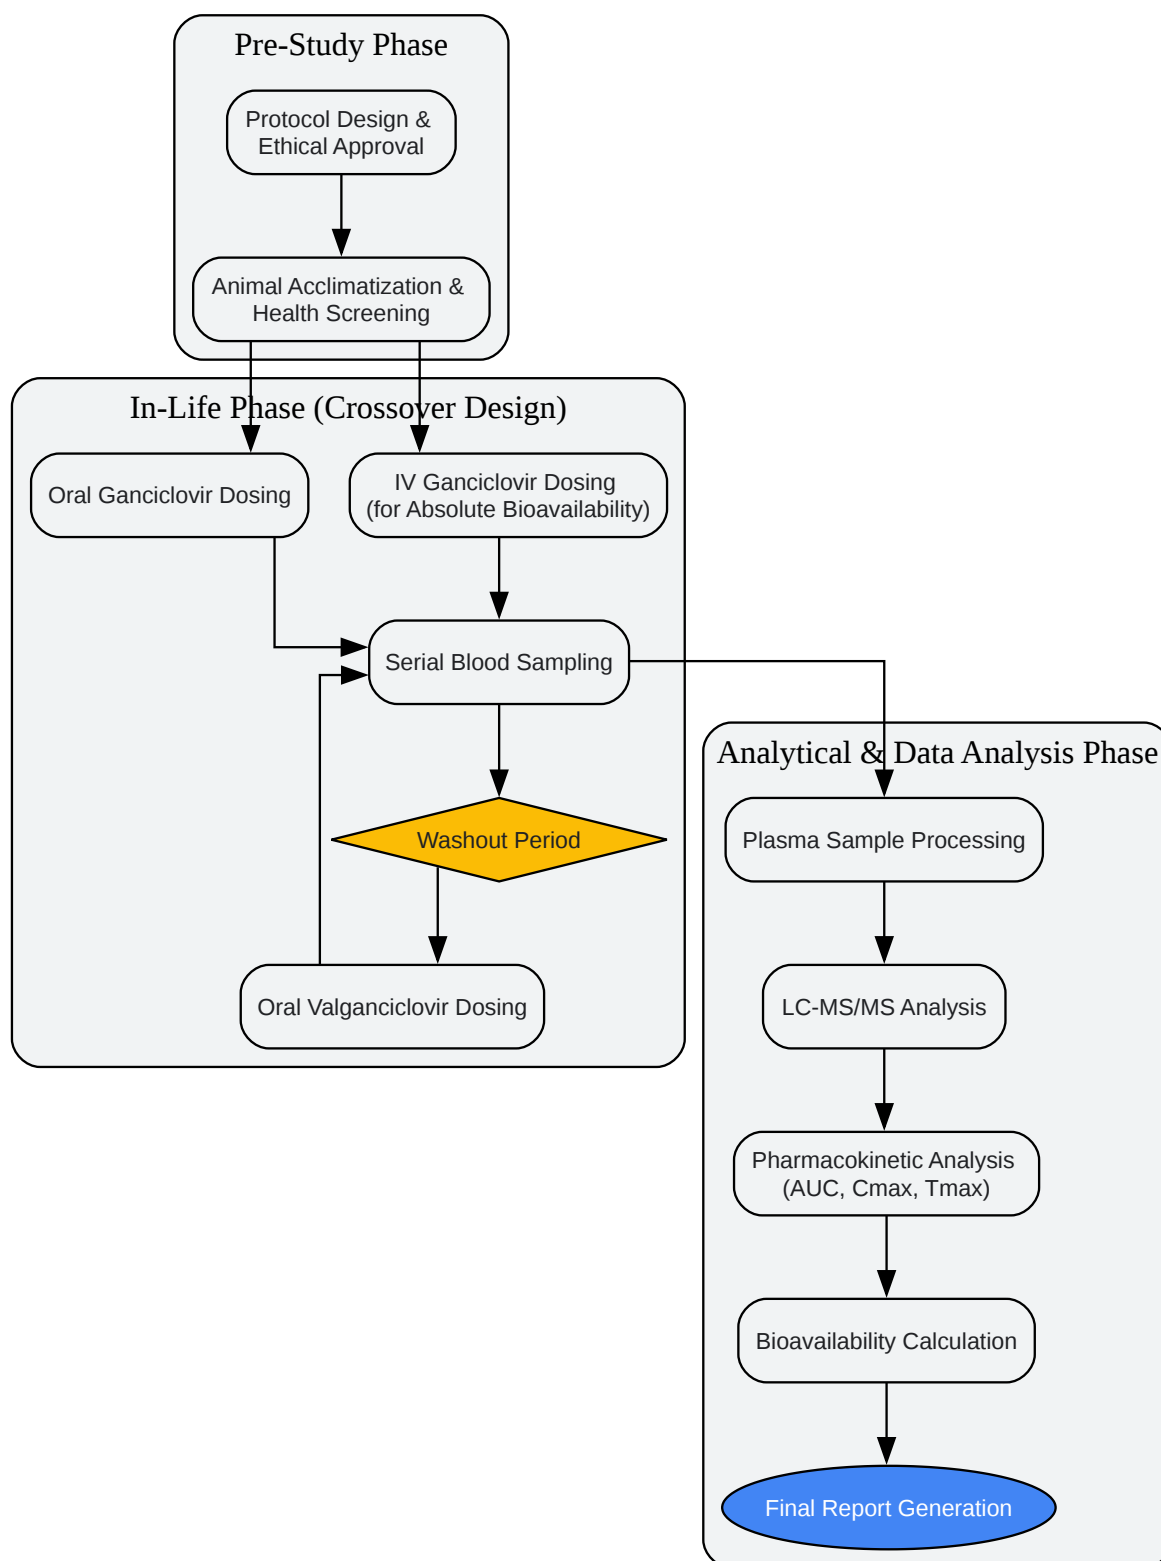 Pre-Study Phase
Protocol Design &
Ethical Approval
Animal Acclimatization &
Health Screening
In-Life Phase (Crossover Design)
Oral Ganciclovir Dosing
IV Ganciclovir Dosing
(for Absolute Bioavailability)
Serial Blood Sampling
Washout Period
Oral Valganciclovir Dosing
Analytical & Data Analysis Phase
Plasma Sample Processing
LC-MS/MS Analysis
Pharmacokinetic Analysis
(AUC, Cmax, Tmax)
Bioavailability Calculation
Final Report Generation